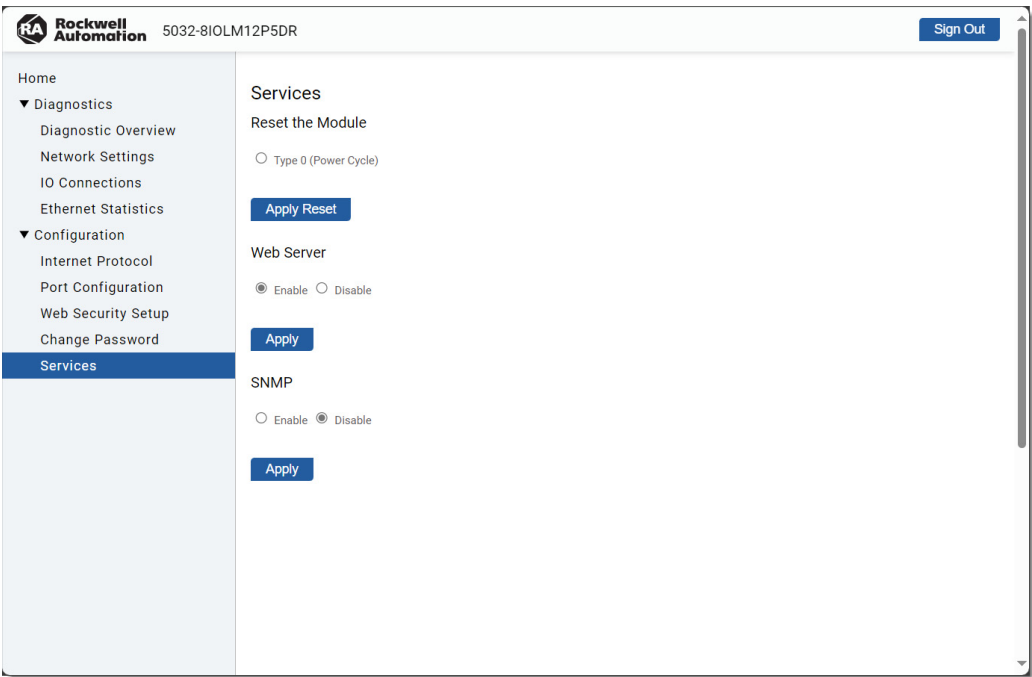 RA Rockwell Automation 5032-8IOLM12P5DR Sign Out
Home
▼ Diagnostics
Diagnostic Overview
Network Settings
IO Connections
Ethernet Statistics
▼ Configuration
Internet Protocol
Port Configuration
Web Security Setup
Change Password
Services
Services
Reset the Module
Type 0 (Power Cycle)
Apply Reset
Web Server
Enable Disable
Apply
SNMP
Enable Disable
Apply